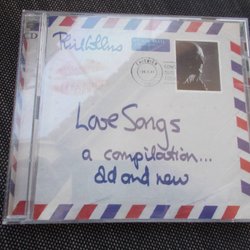 Phil Collins
Love Songs
a compilation...
old and new